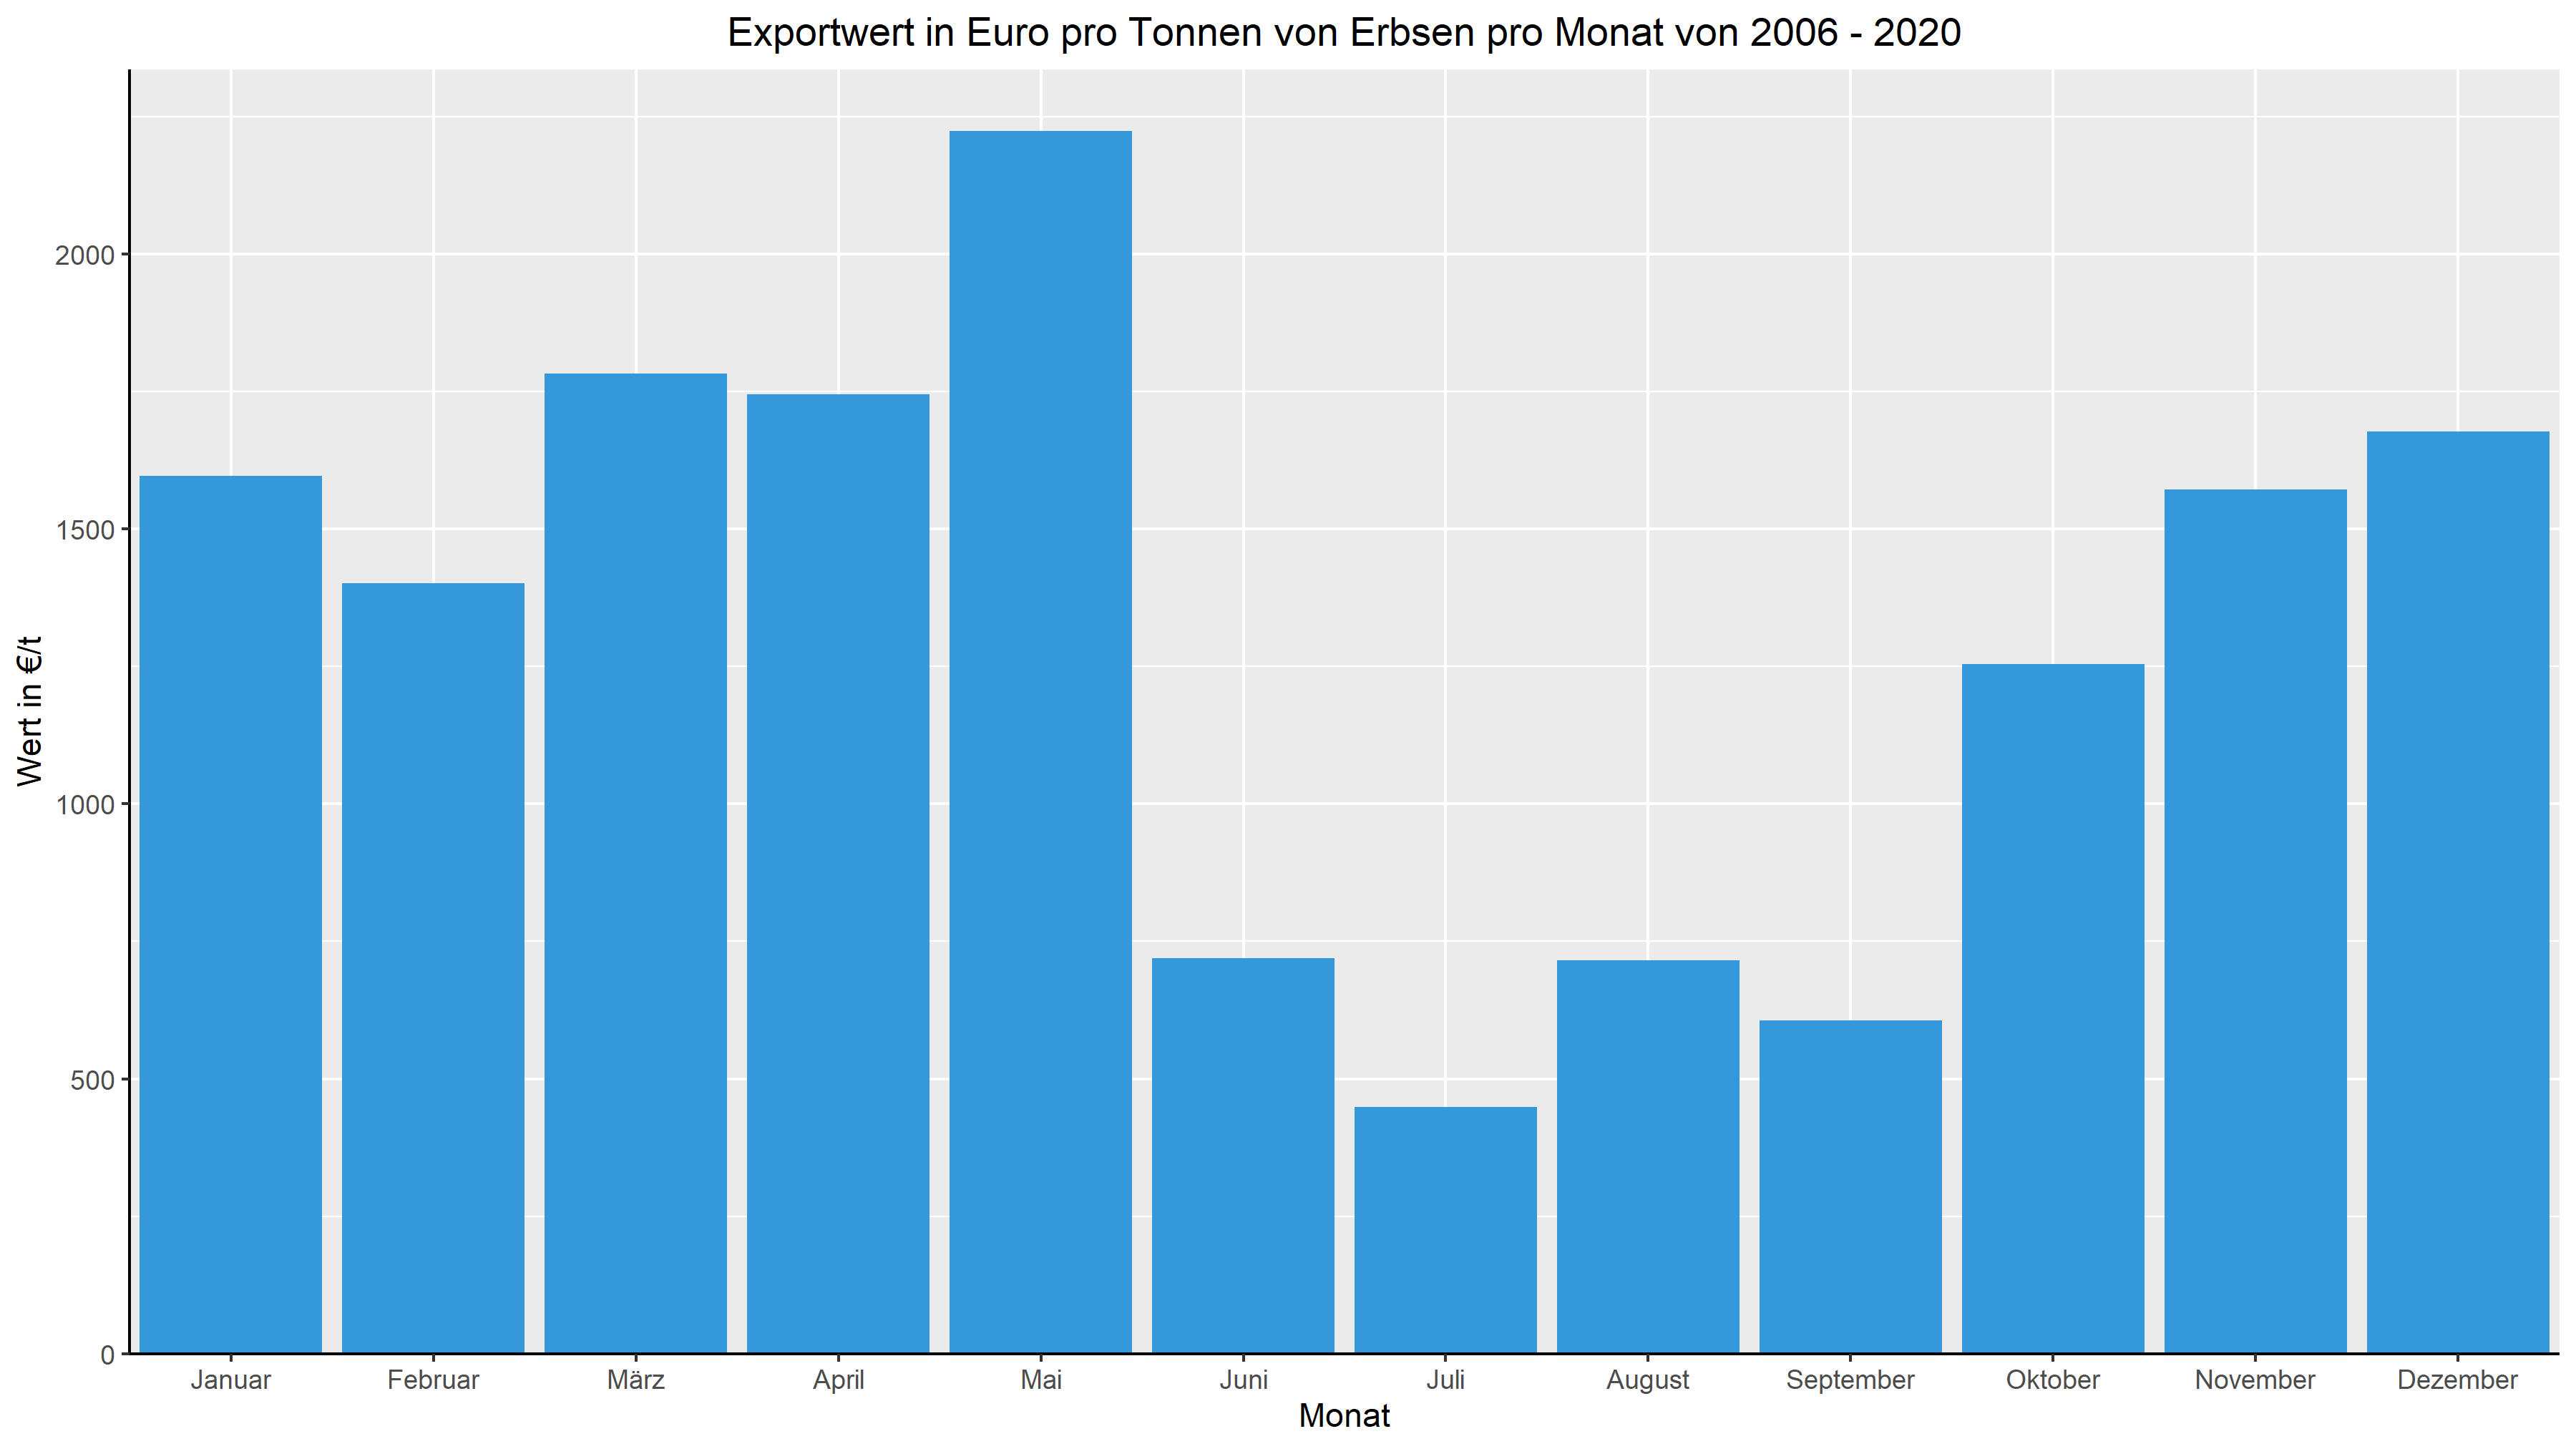 Exportwert in Euro pro Tonnen von Erbsen pro Monat von 2006 - 2020
Wert in €/t
2000
1500
1000
500
0
Januar Februar März April Mai Juni Juli August September Oktober November Dezember
Monat